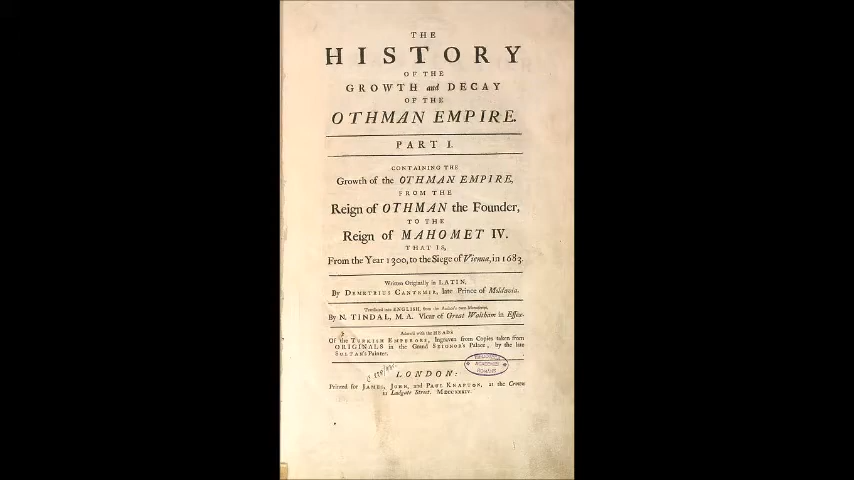 THE
HISTORY
OF THE
GROWTH and DECAY
OF THE
OTHMAN EMPIRE.
PART I.
CONTAINING THE
Growth of the OTHMAN EMPIRE,
FROM THE
Reign of OTHMAN the Founder,
TO THE
Reign of MAHOMET IV.
THAT IS,
From the Year 1300, to the Siege of Vienna, in 1683.
Written Originally in LATIN,
By DEMETRIUS CANTEMIR, late Prince of Moldavia.
Translated into ENGLISH, from the Author's own Manuscript,
By N. TINDAL, M. A. Vicar of Great Waltham in Essex.
Adorn'd with the HEADS
Of the TURKISH EMPERORS, Ingraven from Copies taken from
ORIGINALS in the Grand SEIGNOR'S Palace, by the late
SULTAN'S Painter.
LONDON:
Printed for JAMES, JOHN, and PAUL KNAPTON, at the Crown
in Ludgate Street. MDCCXXXIV.